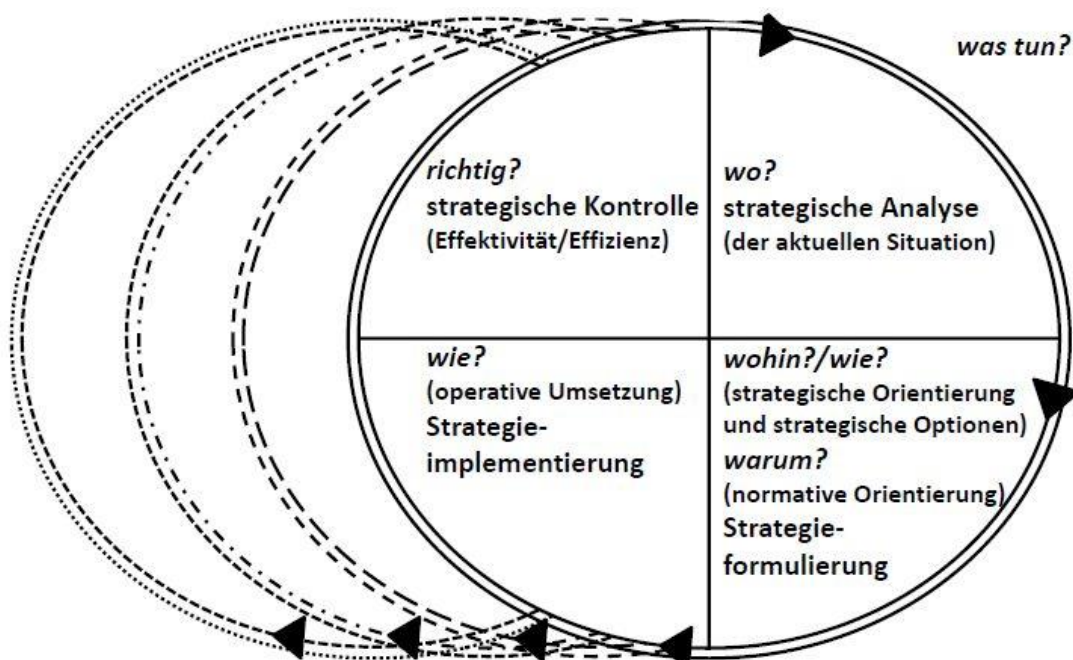 was tun?
richtig?
strategische Kontrolle
(Effektivität/Effizienz)
wo?
strategische Analyse
(der aktuellen Situation)
wie?
(operative Umsetzung)
Strategie-
implementierung
wohin?/wie?
(strategische Orientierung
und strategische Optionen)
warum?
(normative Orientierung)
Strategie-
formulierung